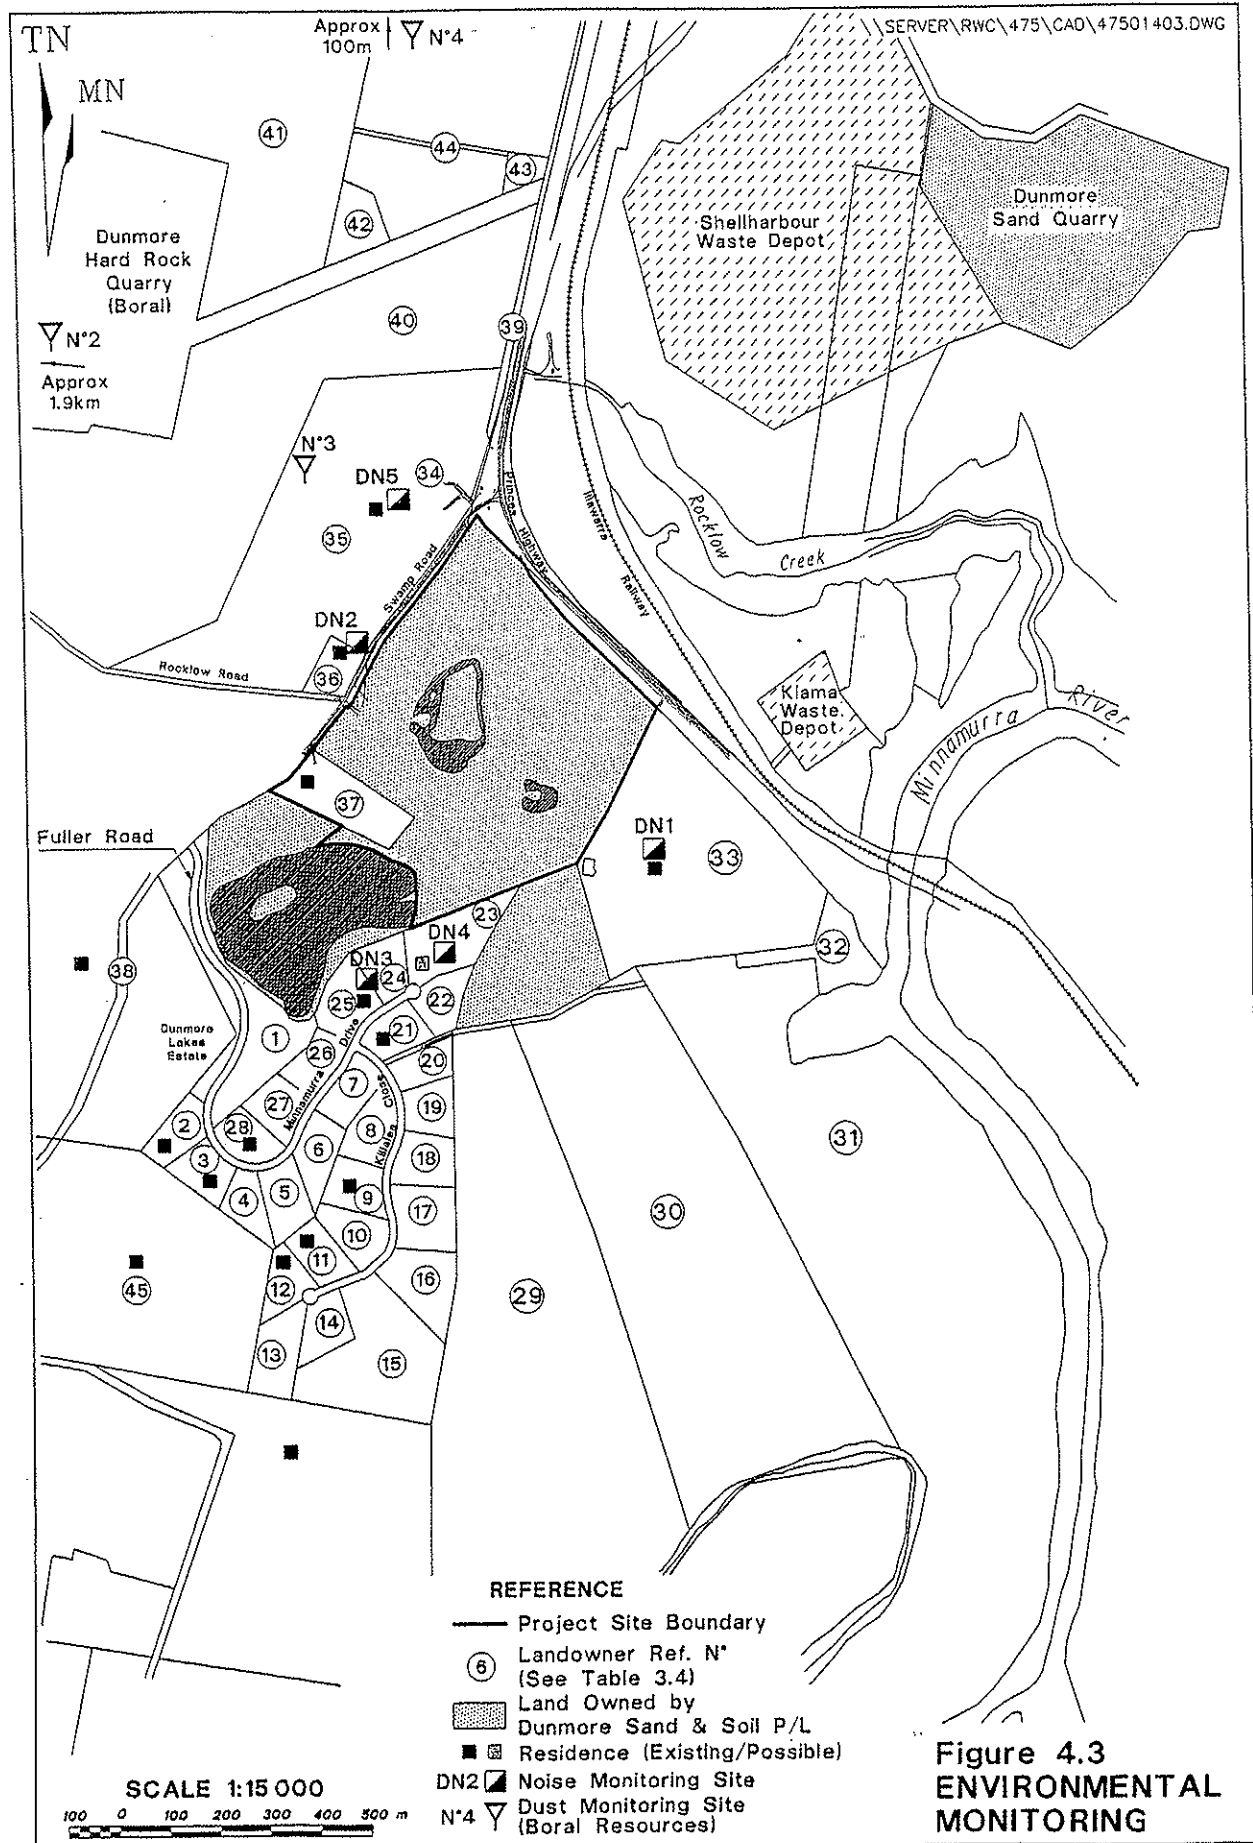 \\SERVER\RWC\475\CAD\47501403.DWG
TN
MN
Approx
100m
N°4
41
44
43
42
Dunmore
Hard Rock
Quarry
(Boral)
N°2
Approx
1.9km
40
39
Shellharbour
Waste Depot
Dunmore
Sand Quarry
N°3
DN5
34
35
Princes
Highway
Illawarra
Railway
Rocklow
Creek
Swamp Road
DN2
36
Rocklow Road
Kiama
Waste
Depot
Minnamurra
River
37
Fuller Road
DN1
33
23
DN4
DN3
24
32
38
25
22
Dunmore
Lakes
Estate
1
21
26
Minnamurra
Drive
20
7
Killalea
Close
27
19
2
28
8
31
6
3
18
9
4
5
17
30
10
11
45
12
16
29
14
13
15
REFERENCE
Project Site Boundary
6
Landowner Ref. N°
(See Table 3.4)
Land Owned by
Dunmore Sand & Soil P/L
Residence (Existing/Possible)
DN2 Noise Monitoring Site
N°4 Dust Monitoring Site
(Boral Resources)
SCALE 1:15 000
100 0 100 200 300 400 500 m
Figure 4.3
ENVIRONMENTAL
MONITORING